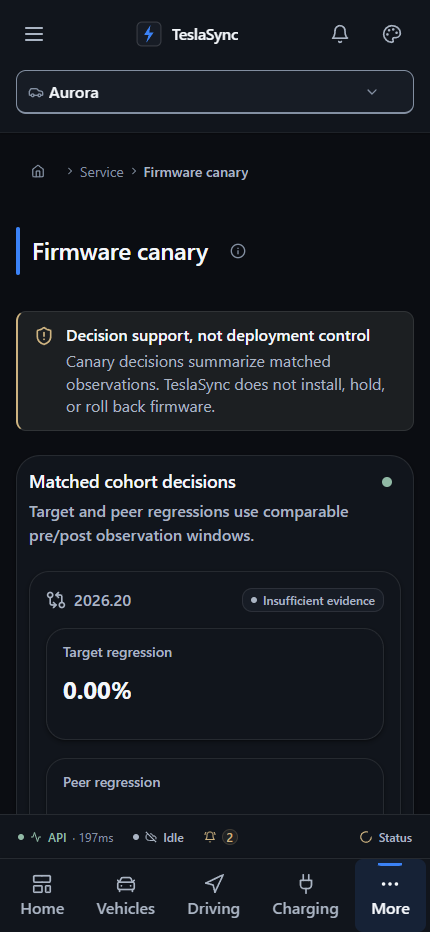 TeslaSync
Aurora
Service
Firmware canary
Firmware canary
Decision support, not deployment control
Canary decisions summarize matched
observations. TeslaSync does not install, hold,
or roll back firmware.
Matched cohort decisions
Target and peer regressions use comparable
pre/post observation windows.
2026.20
Insufficient evidence
Target regression
0.00%
Peer regression
API · 197ms
Idle
2
Status
Home
Vehicles
Driving
Charging
More